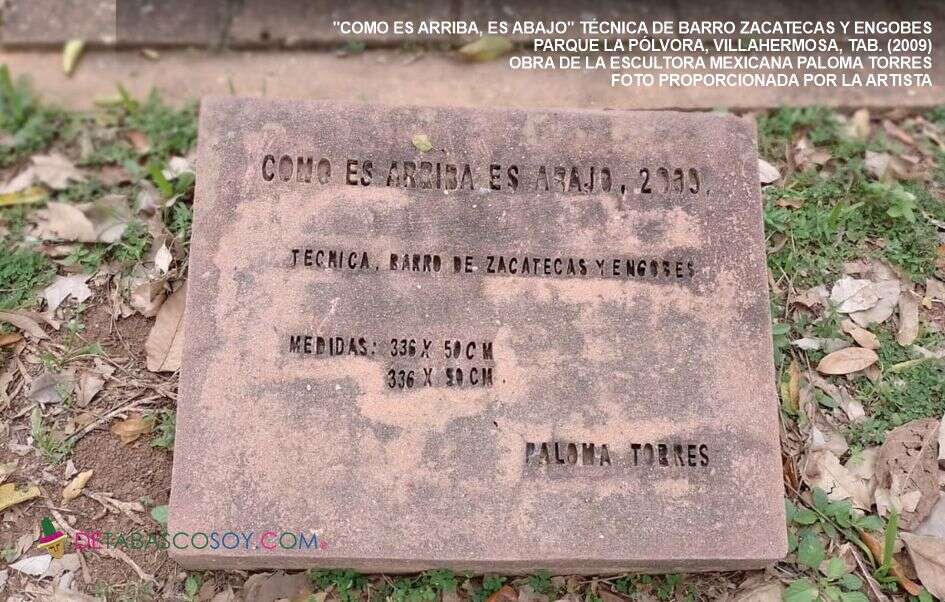 "COMO ES ARRIBA, ES ABAJO" TÉCNICA DE BARRO ZACATECAS Y ENGOBES
PARQUE LA PÓLVORA, VILLAHERMOSA, TAB. (2009)
OBRA DE LA ESCULTORA MEXICANA PALOMA TORRES
FOTO PROPORCIONADA POR LA ARTISTA
COMO ES ARRIBA ES ABAJO, 2009.
TECNICA, BARRO DE ZACATECAS Y ENGOBES
MEDIDAS: 336 X 50 CM
336 X 50 CM.
PALOMA TORRES
DETABASCOSOY.COM